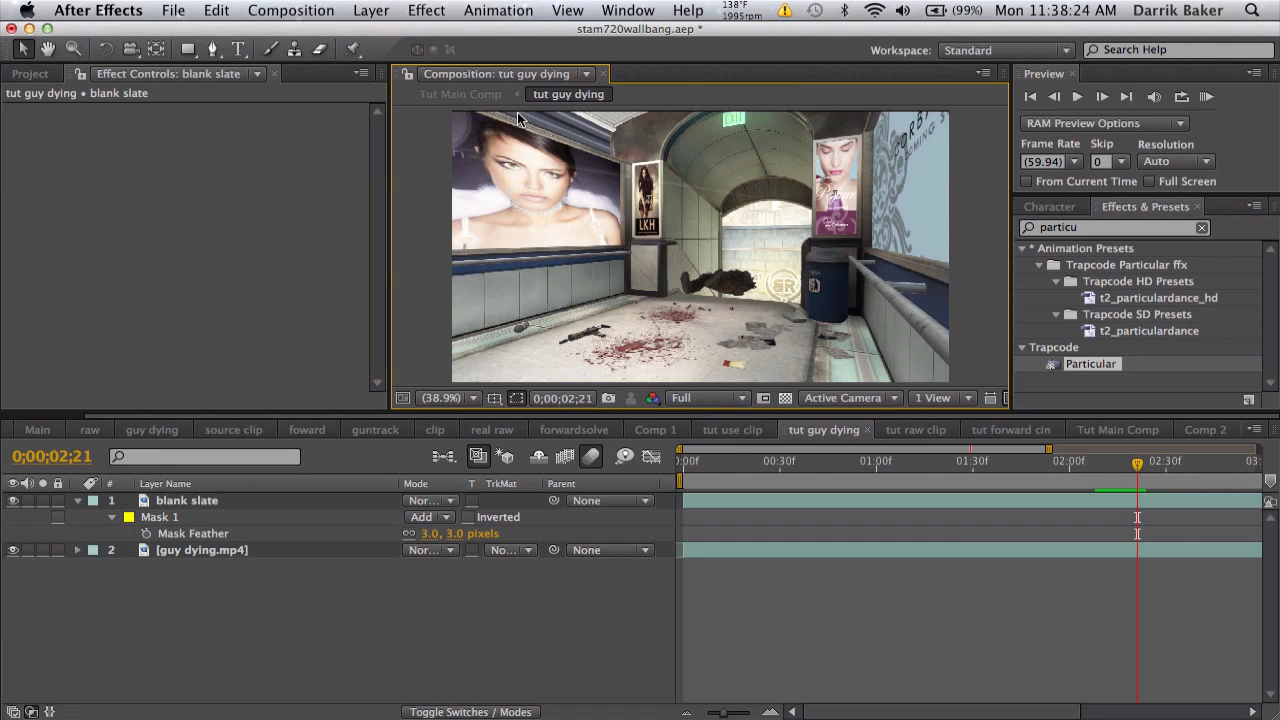 After Effects File Edit Composition Layer Effect Animation View Window Help 138°F 1995rpm (99%) Mon 11:38:24 AM Darrik Baker
stam720wallbang.aep *
T Workspace: Standard Search Help
Project Effect Controls: blank slate Composition: tut guy dying Preview
tut guy dying • blank slate Tut Main Comp tut guy dying
RAM Preview Options
Frame Rate Skip Resolution
(59.94) 0 Auto
From Current Time Full Screen
Character Effects & Presets
particu
* Animation Presets
Trapcode Particular ffx
Trapcode HD Presets
t2_particulardance_hd
Trapcode SD Presets
t2_particulardance
Trapcode
Particular
EXIT
LKH
(38.9%) 0;00;02;21 Full Active Camera 1 View
Main raw guy dying source clip foward guntrack clip real raw forwardsolve Comp 1 tut use clip tut guy dying tut raw clip tut forward cin Tut Main Comp Comp 2
0;00;02;21
):00f 00:30f 01:00f 01:30f 02:00f 02:30f 03:
# Layer Name Mode T TrkMat Parent
1 blank slate Nor... None
Mask 1 Add Inverted
Mask Feather 3.0, 3.0 pixels
2 [guy dying.mp4] Nor... No... None
Toggle Switches / Modes